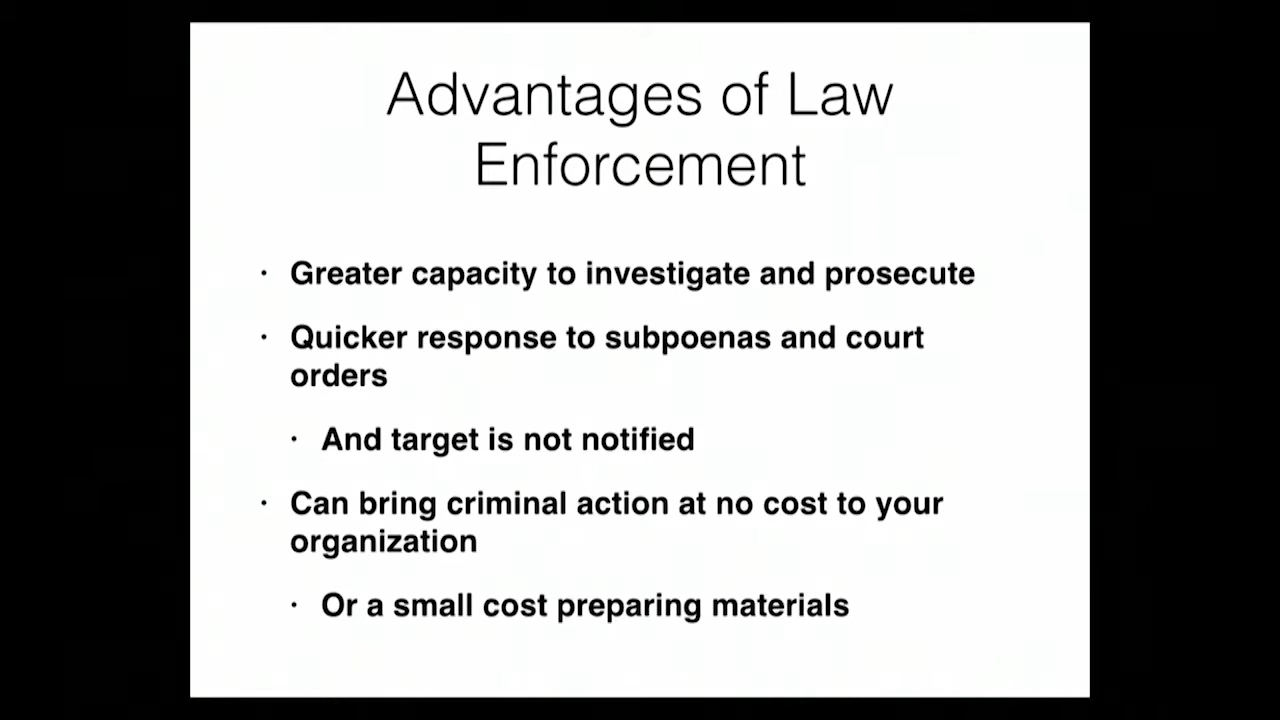 Advantages of Law
Enforcement
· Greater capacity to investigate and prosecute
· Quicker response to subpoenas and court
orders
· And target is not notified
· Can bring criminal action at no cost to your
organization
· Or a small cost preparing materials